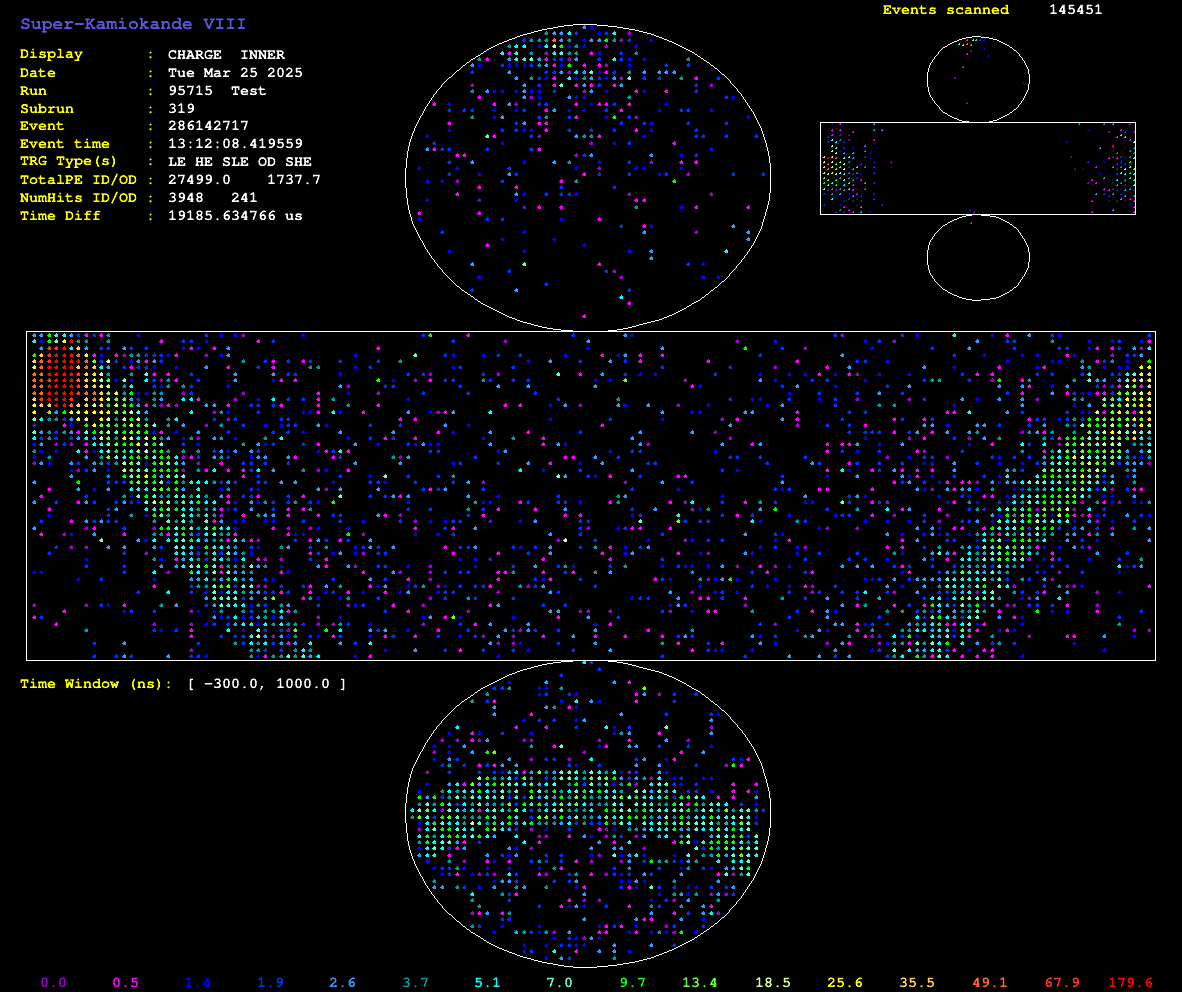 Super-Kamiokande VIII
Events scanned 145451
Display : CHARGE INNER
Date : Tue Mar 25 2025
Run : 95715 Test
Subrun : 319
Event : 286142717
Event time : 13:12:08.419559
TRG Type(s) : LE HE SLE OD SHE
TotalPE ID/OD : 27499.0 1737.7
NumHits ID/OD : 3948 241
Time Diff : 19185.634766 us
Time Window (ns): [ -300.0, 1000.0 ]
0.0 0.5 1.4 1.9 2.6 3.7 5.1 7.0 9.7 13.4 18.5 25.6 35.5 49.1 67.9 179.6